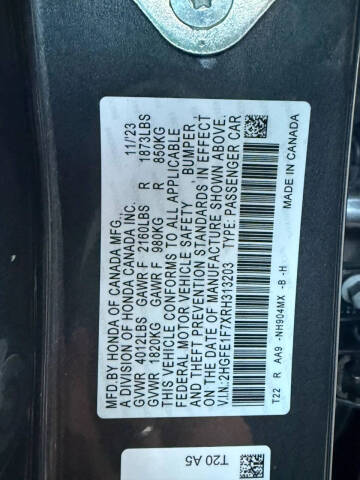 MFD.BY HONDA OF CANADA MFG.,
A DIVISION OF HONDA CANADA INC. 11/23
GVWR 4012LBS GAWR F 2160LBS R 1873LBS
GVWR 1820KG GAWR F 980KG R 850KG
THIS VEHICLE CONFORMS TO ALL APPLICABLE
FEDERAL MOTOR VEHICLE SAFETY BUMPER,
AND THEFT PREVENTION STANDARDS IN EFFECT
ON THE DATE OF MANUFACTURE SHOWN ABOVE.
V.I.N:2HGFE1F7XRH313203 TYPE: PASSENGER CAR
T22 R AA9 -NH904MX -B -H
MADE IN CANADA
T20 A5